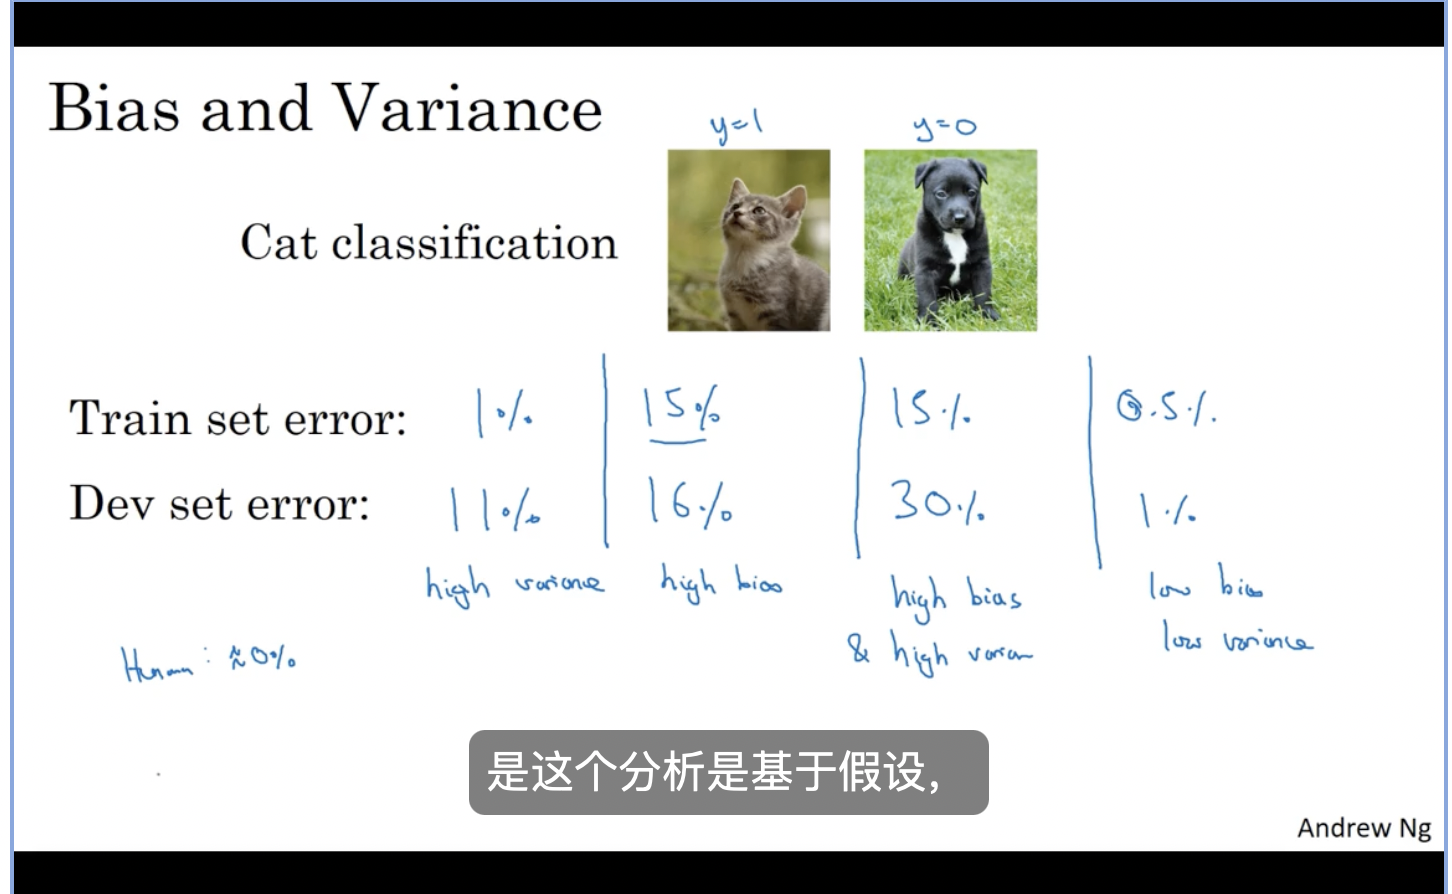 Bias and Variance
y=1 y=0
Cat classification
Train set error: 1% 15% 15% 0.5%
Dev set error: 11% 16% 30% 1%
high variance high bias high bias low bias
& high varian low variance
Human: ≈0%
是这个分析是基于假设,
Andrew Ng